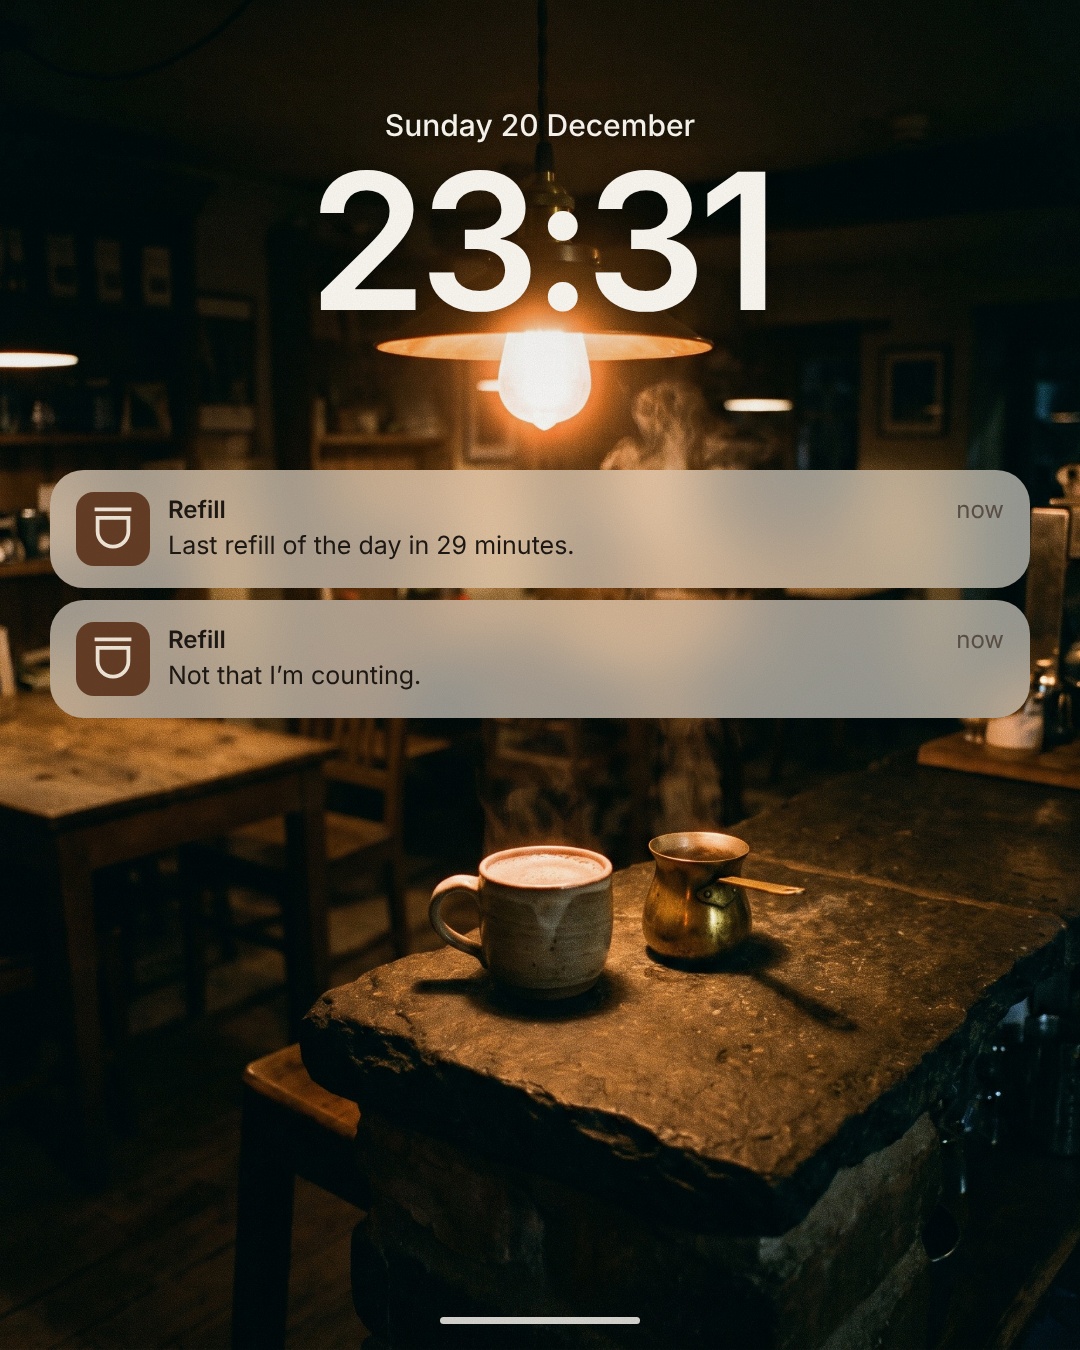 Sunday 20 December
23:31
Refill
now
Last refill of the day in 29 minutes.
Refill
now
Not that I’m counting.